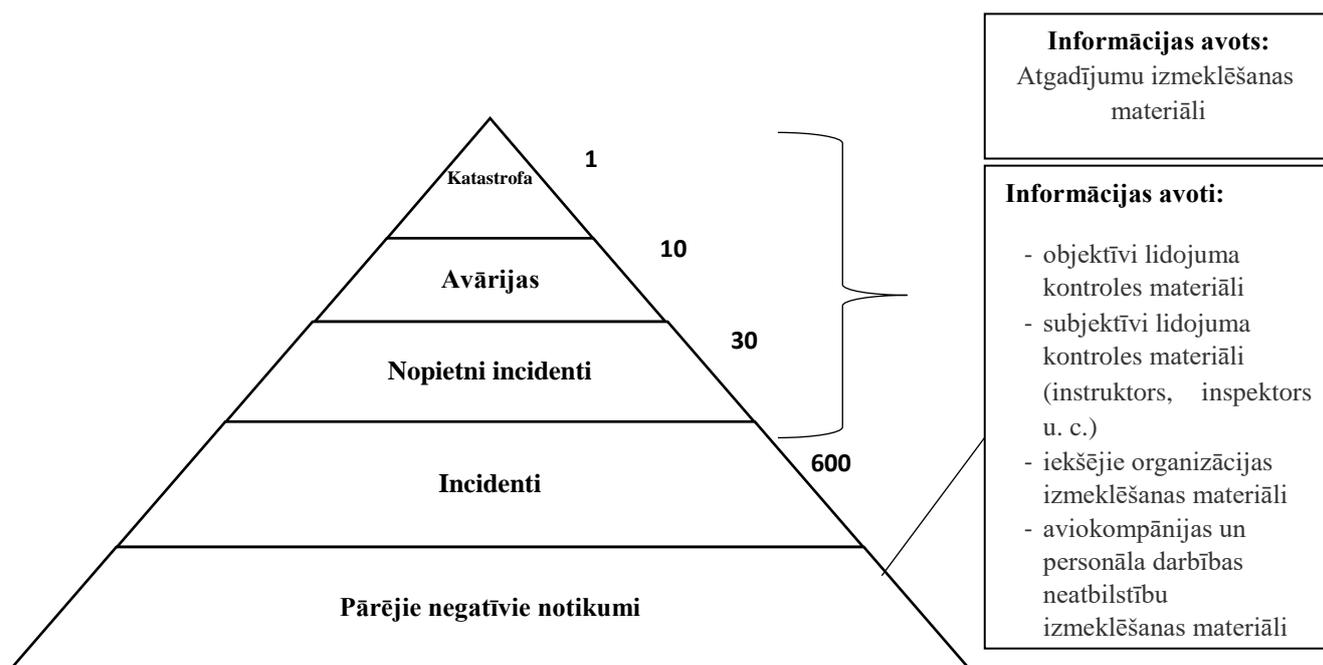 Informācijas avots:
Atgadījumu izmeklēšanas
materiāli
Katastrofa
1
Avārijas
10
Nopietni incidenti
30
Incidenti
600
Pārējie negatīvie notikumi
Informācijas avoti:
- objektīvi lidojuma
kontroles materiāli
- subjektīvi lidojuma
kontroles materiāli
(instruktors, inspektors
u. c.)
- iekšējie organizācijas
izmeklēšanas materiāli
- aviokompānijas un
personāla darbības
neatbilstību
izmeklēšanas materiāli